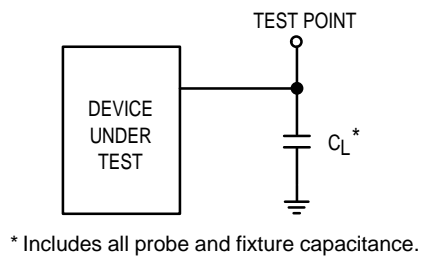 TEST POINT
DEVICE
UNDER
TEST
CL*
* Includes all probe and fixture capacitance.